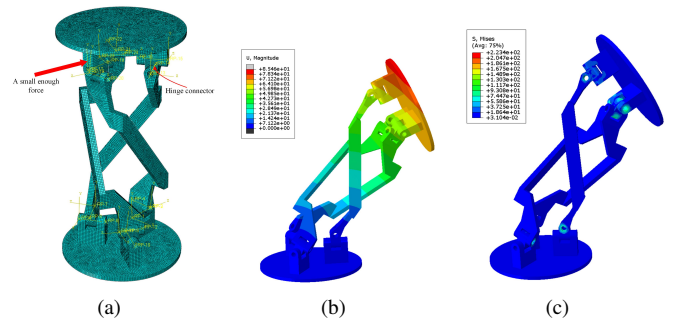 A small enough
force
Hinge connector
U, Magnitude
+8.546e+01
+7.834e+01
+7.122e+01
+6.410e+01
+5.698e+01
+4.985e+01
+4.273e+01
+3.561e+01
+2.849e+01
+2.137e+01
+1.424e+01
+7.122e+00
+0.000e+00
S, Mises
(Avg: 75%)
+2.234e+02
+2.047e+02
+1.861e+02
+1.675e+02
+1.489e+02
+1.303e+02
+1.117e+02
+9.308e+01
+7.447e+01
+5.586e+01
+3.725e+01
+1.864e+01
+3.104e-02
(a)
(b)
(c)